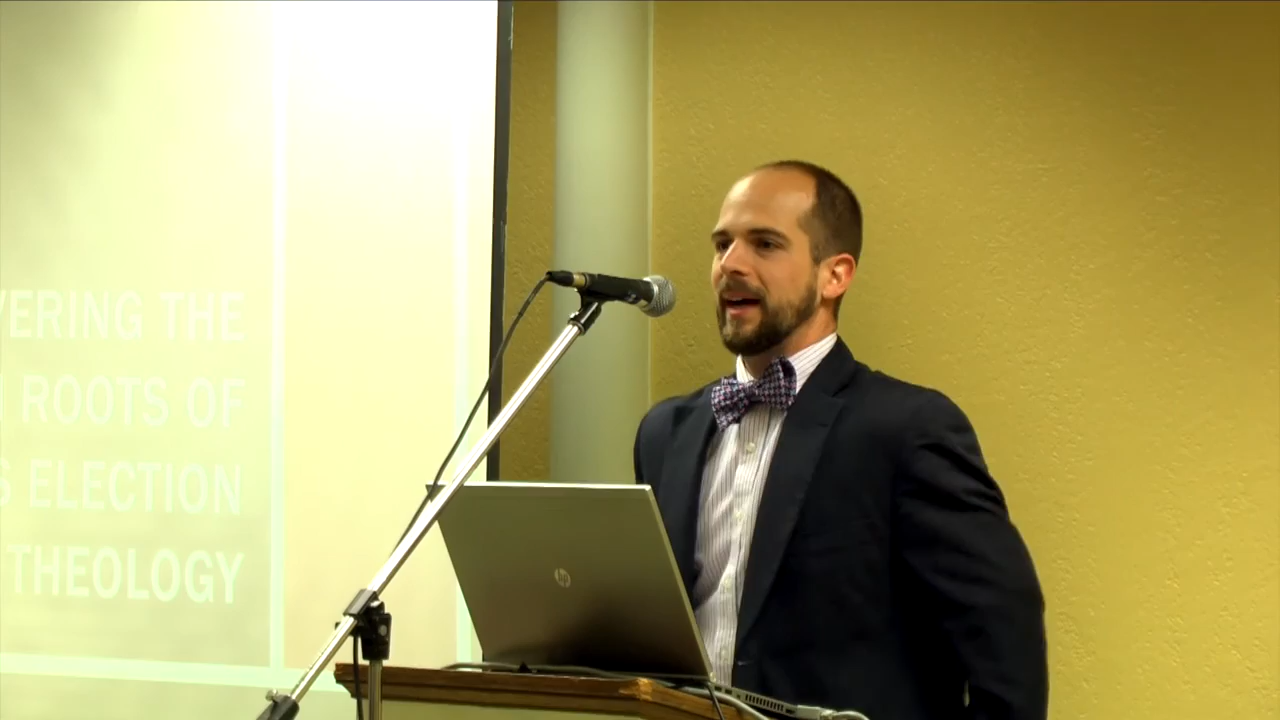 VERING THE
ROOTS OF
S ELECTION
THEOLOGY
hp